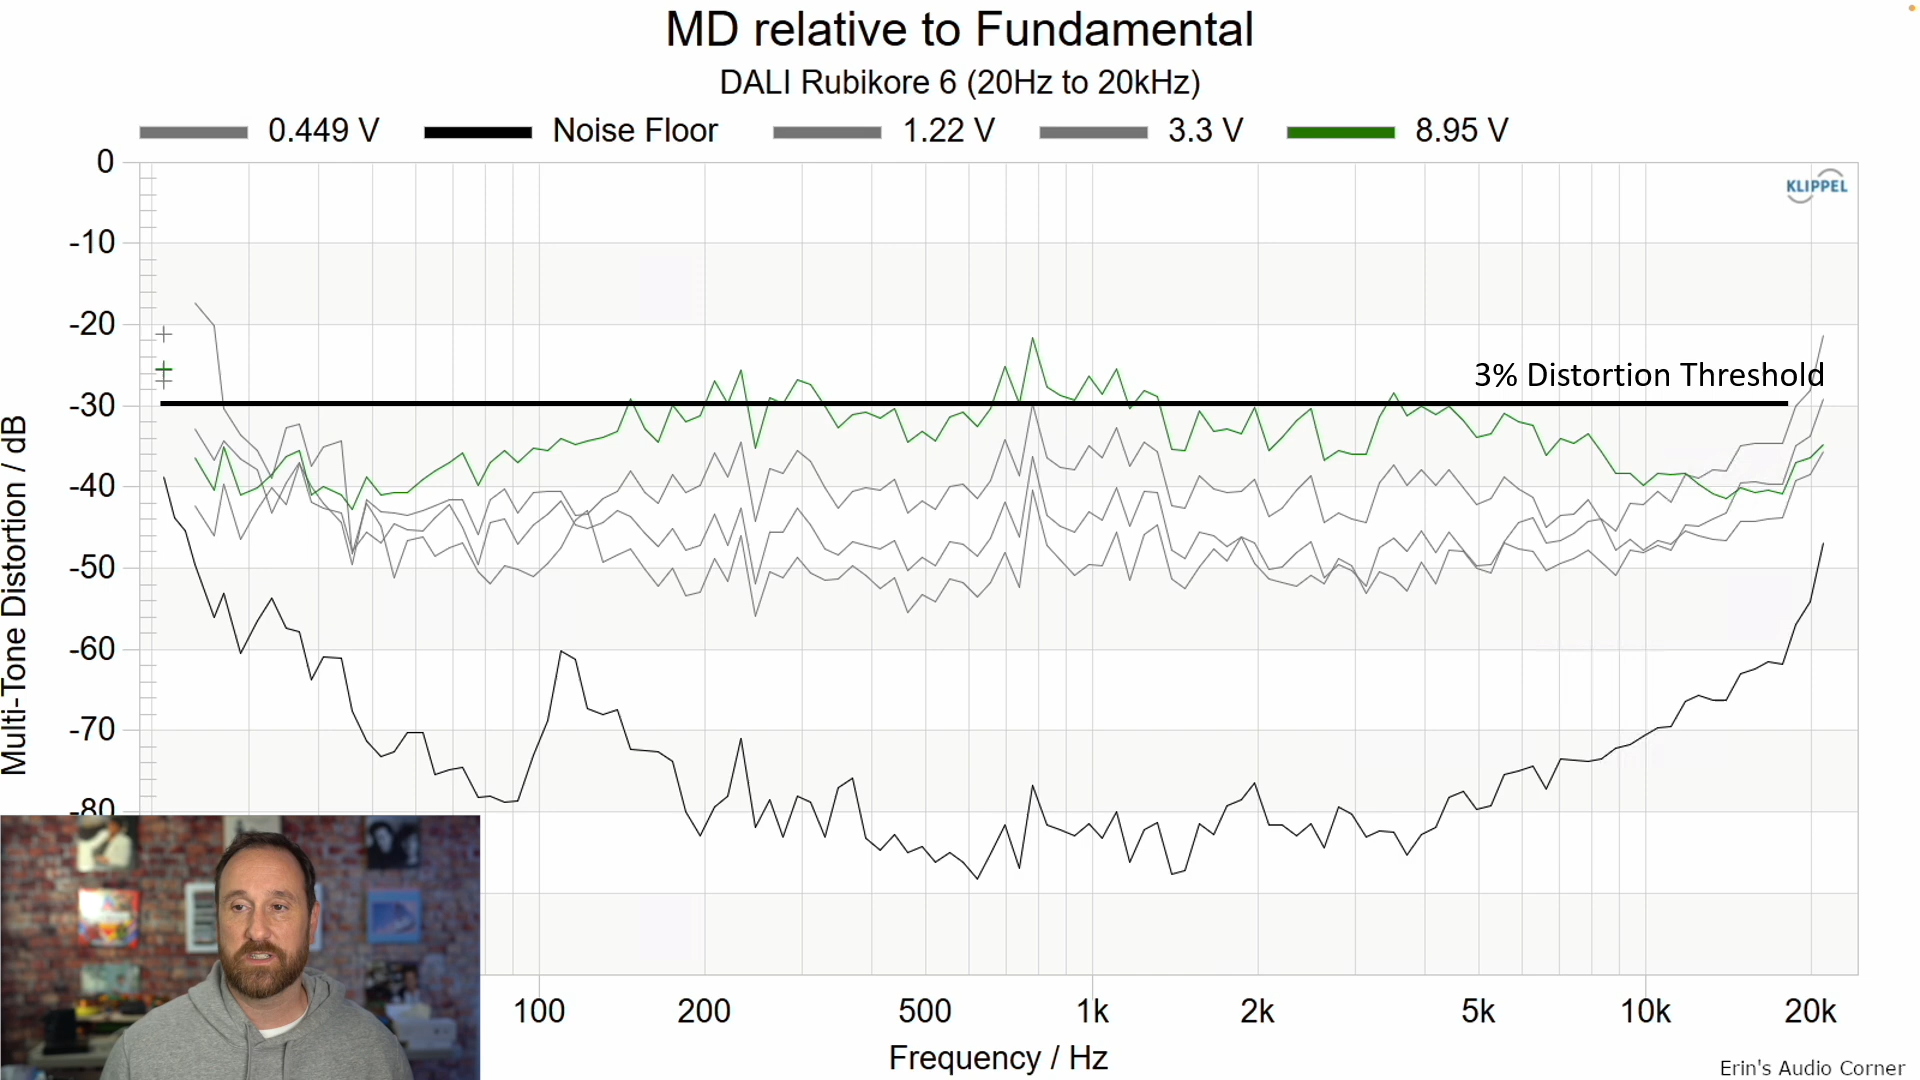 MD relative to Fundamental
DALI Rubikore 6 (20Hz to 20kHz)
0.449 V Noise Floor 1.22 V 3.3 V 8.95 V
0
KLIPPEL
-10
-20
3% Distortion Threshold
-30
-40
-50
-60
-70
-80
Multi-Tone Distortion / dB
100 200 500 1k 2k 5k 10k 20k
Frequency / Hz
Erin's Audio Corner